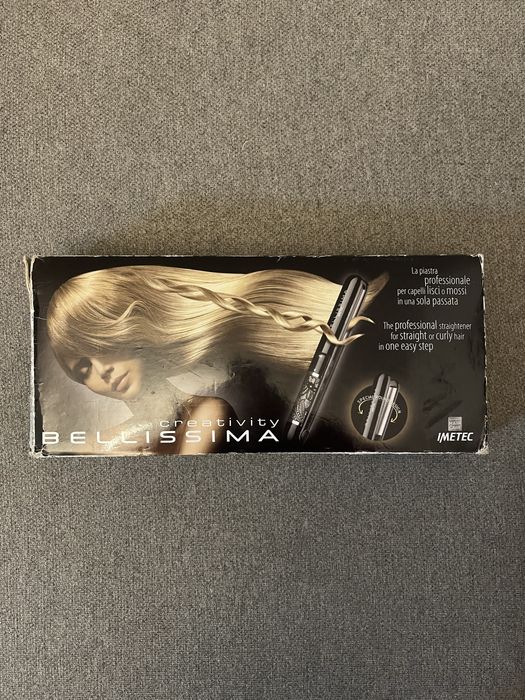 La piastra
professionale
per capelli lisci o mossi
in una sola passata
The professional straightener
for straight or curly hair
in one easy step
creativity
BELLISSIMA
IMETEC